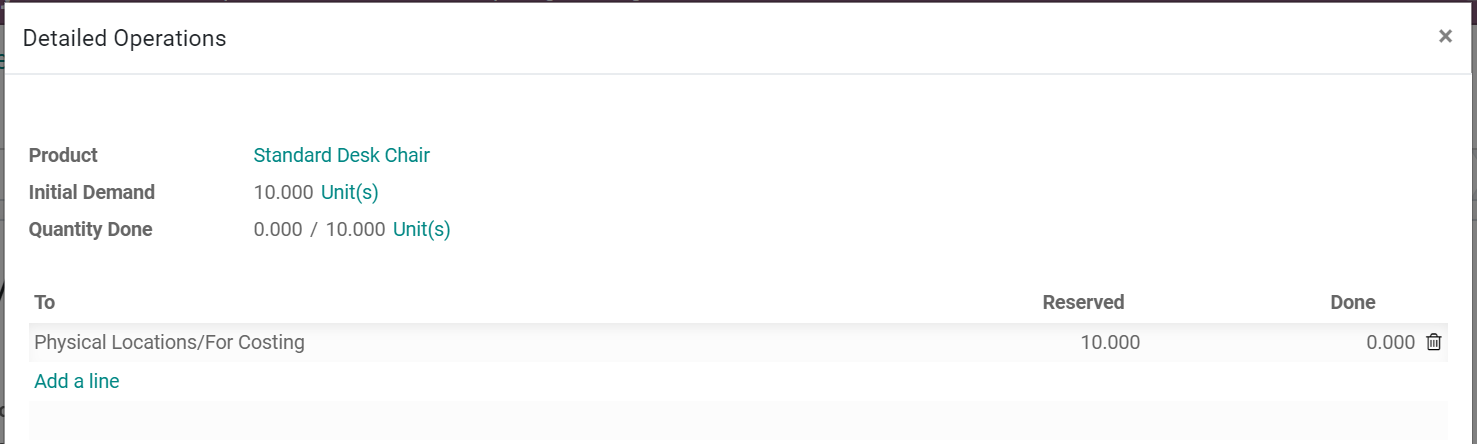 Detailed Operations ×
Product Standard Desk Chair
Initial Demand 10.000 Unit(s)
Quantity Done 0.000 / 10.000 Unit(s)
To Reserved Done
Physical Locations/For Costing 10.000 0.000
Add a line